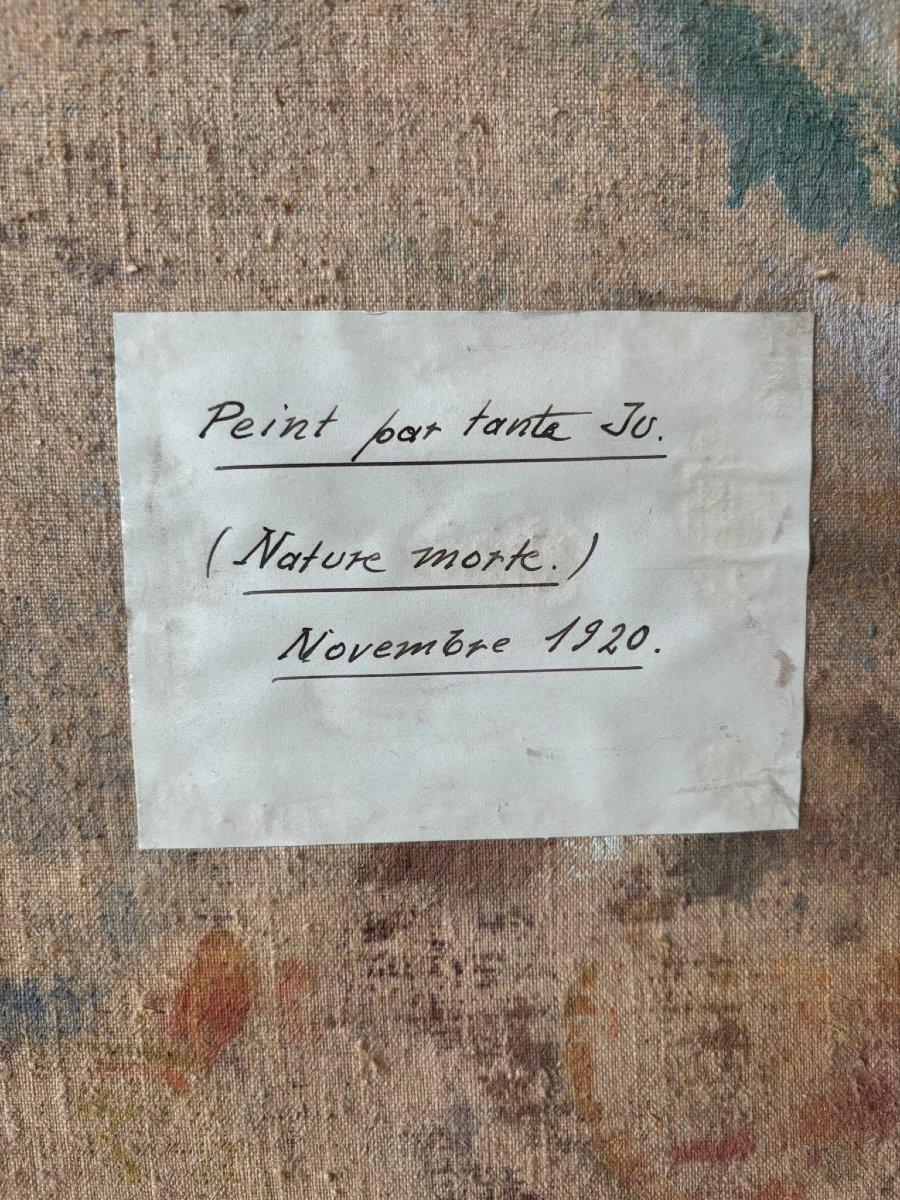 Peint par tante Ju.
(Nature morte.)
Novembre 1920.